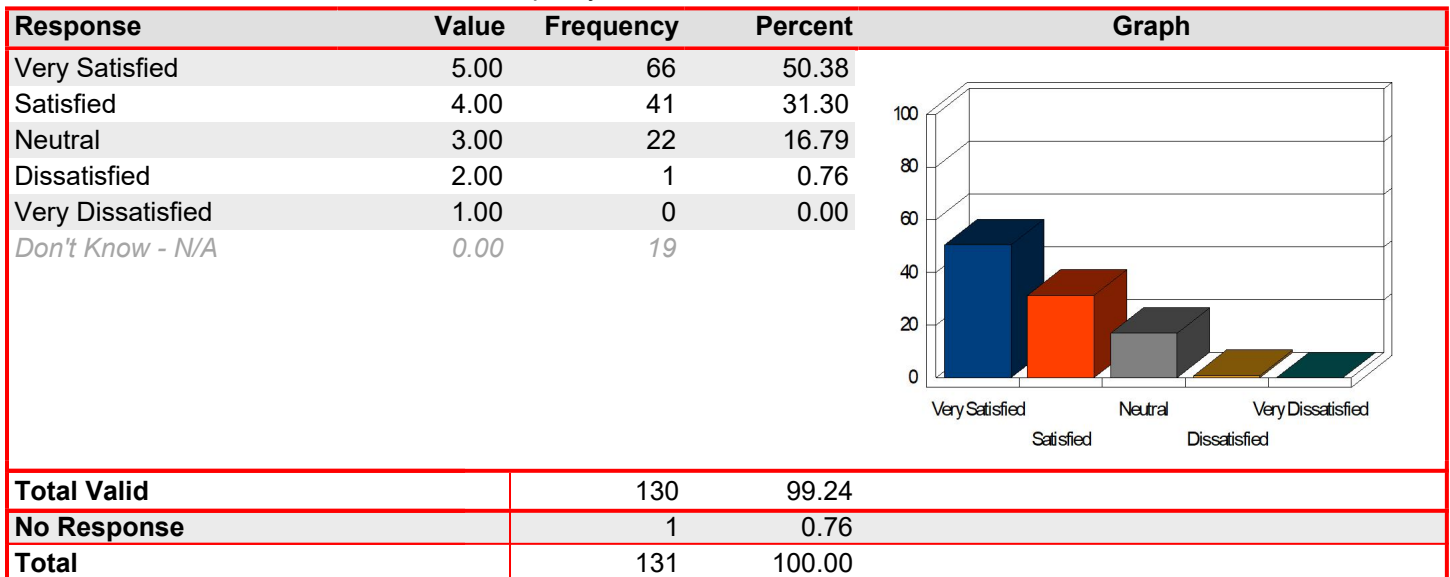 Response Value Frequency Percent Graph
Very Satisfied 5.00 66 50.38
Satisfied 4.00 41 31.30
Neutral 3.00 22 16.79
Dissatisfied 2.00 1 0.76
Very Dissatisfied 1.00 0 0.00
Don't Know - N/A 0.00 19
100
80
60
40
20
0
Very Satisfied Neutral Very Dissatisfied
Satisfied Dissatisfied
Total Valid 130 99.24
No Response 1 0.76
Total 131 100.00